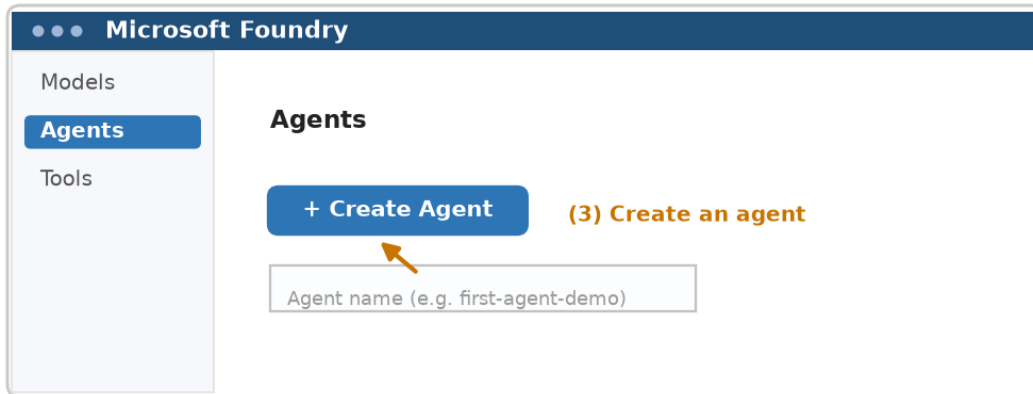 Microsoft Foundry
Models
Agents
Tools
Agents
+ Create Agent
(3) Create an agent
Agent name (e.g. first-agent-demo)